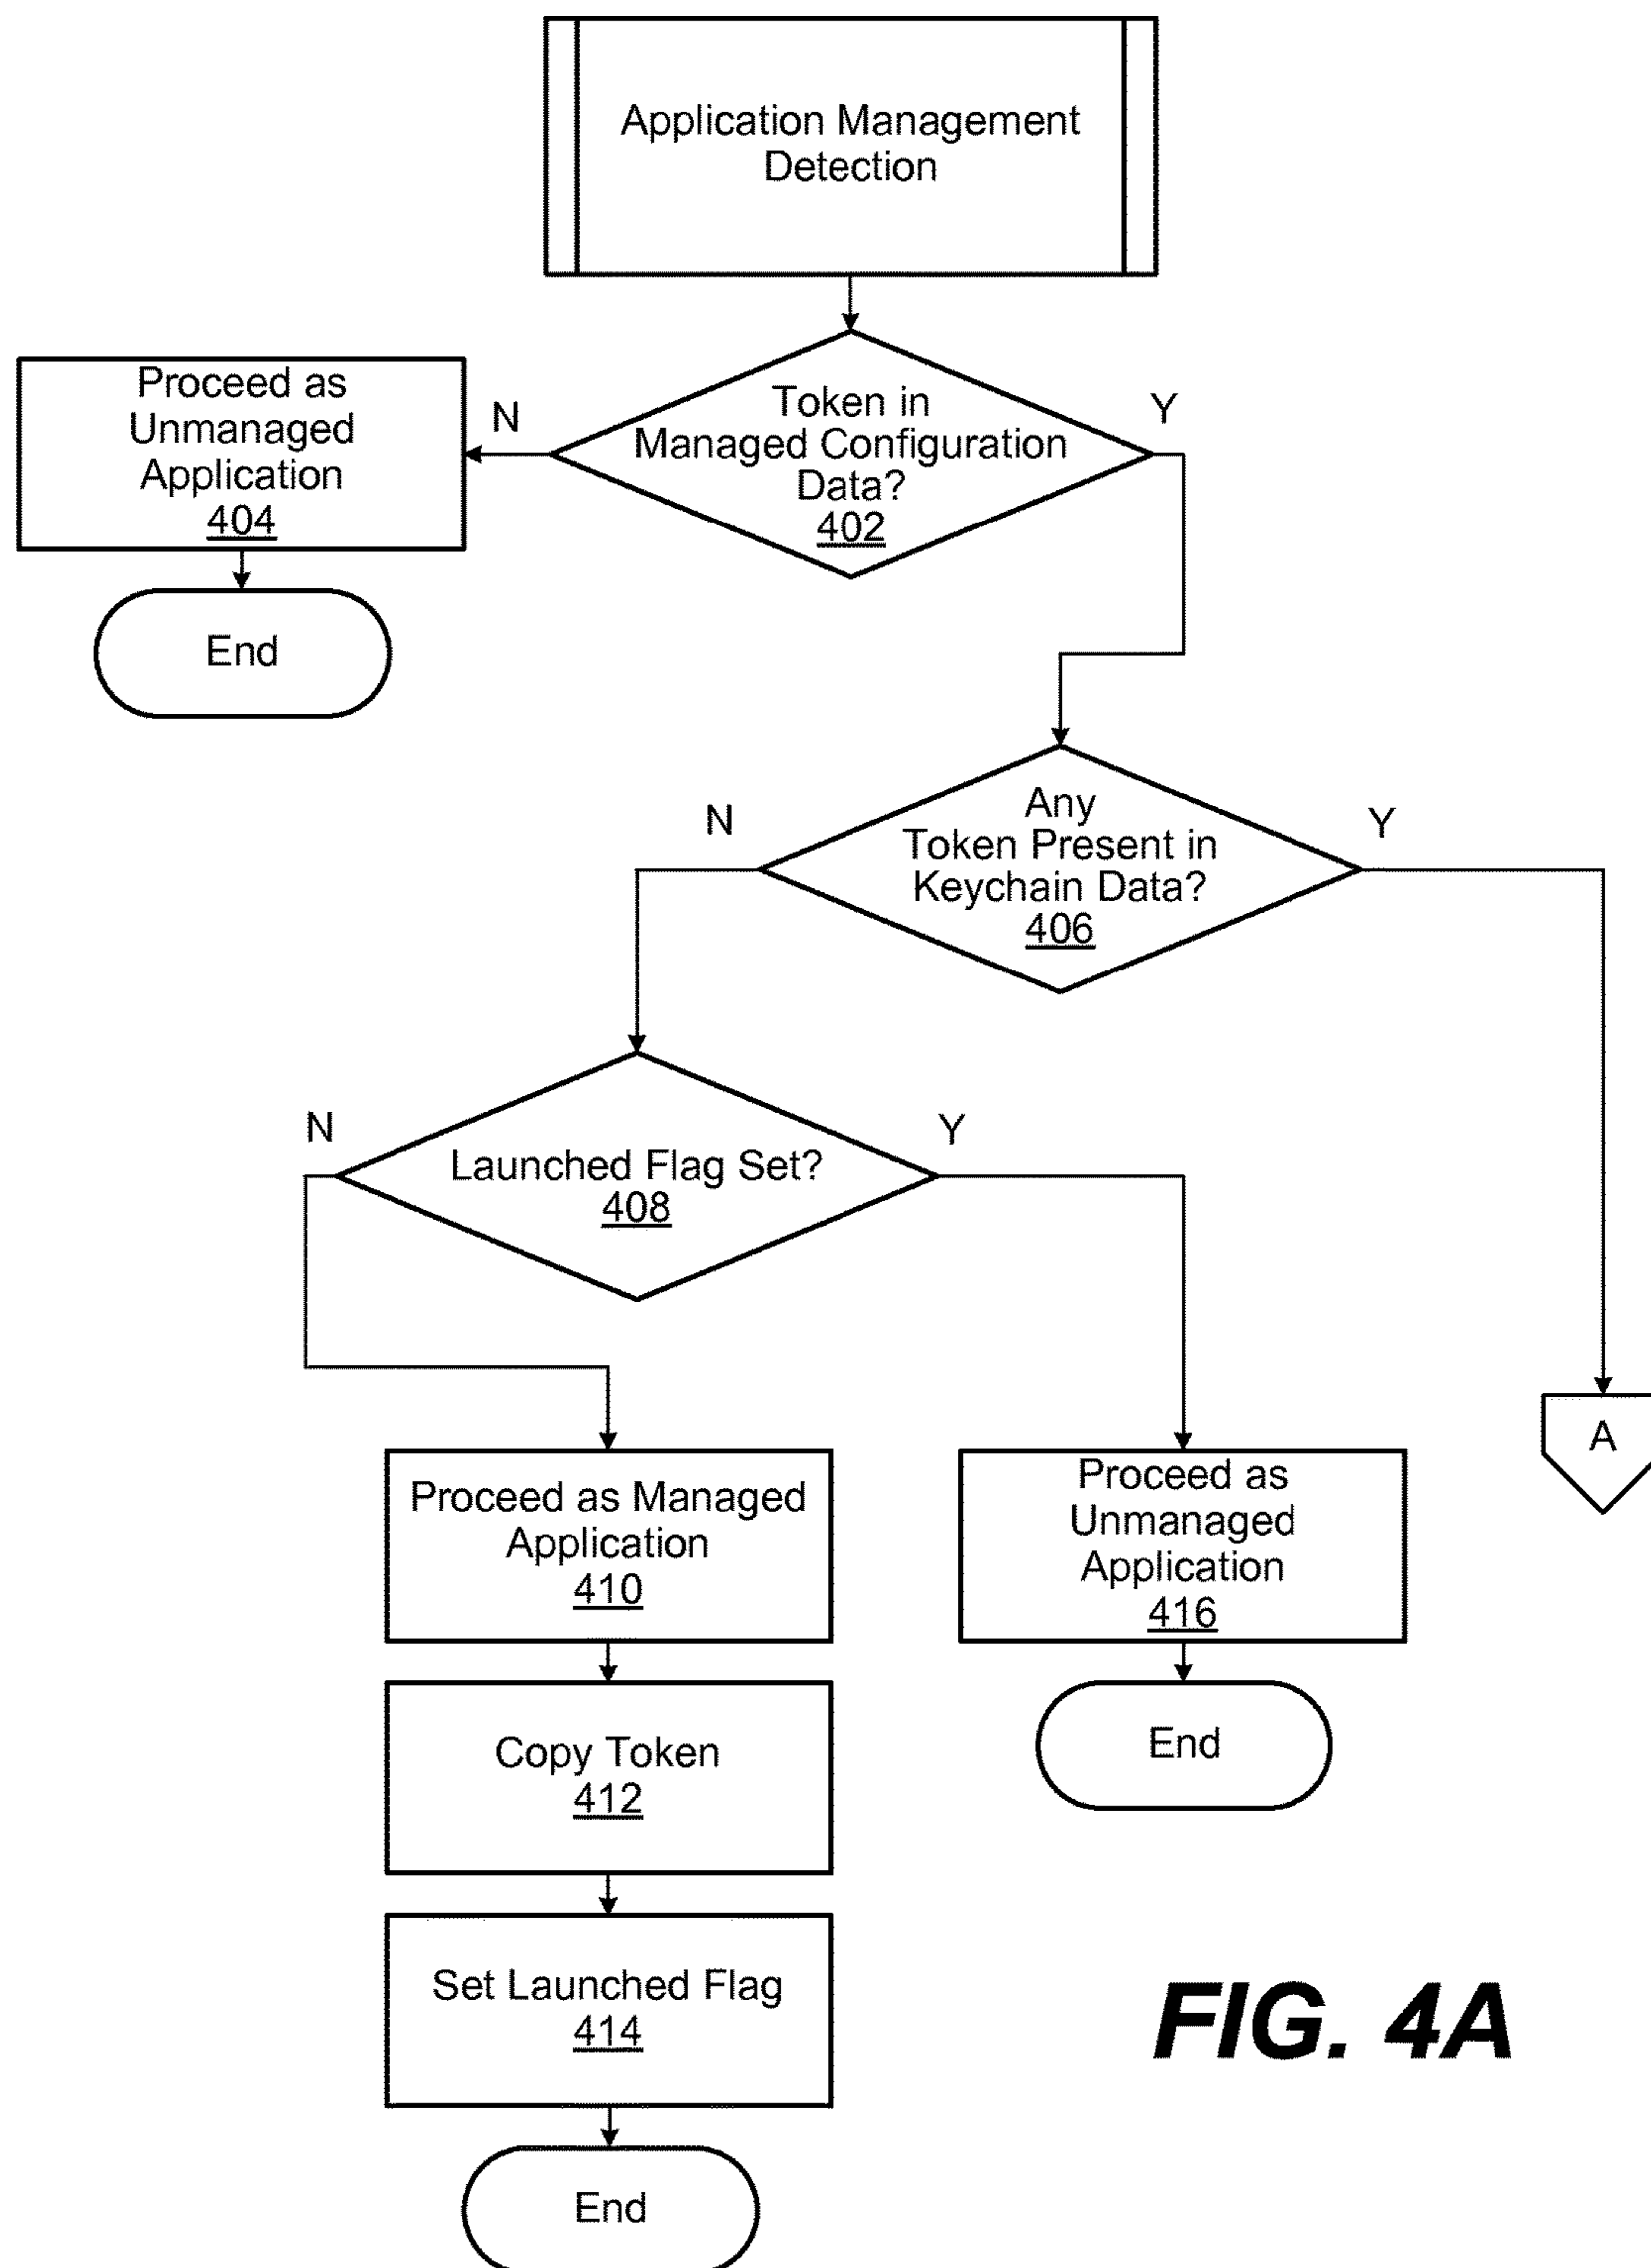 Application Management
Detection
Token in
Managed Configuration
Data?
402
N
Y
Proceed as
Unmanaged
Application
404
End
Any
Token Present in
Keychain Data?
406
N
Y
Launched Flag Set?
408
N
Y
A
Proceed as Managed
Application
410
Proceed as
Unmanaged
Application
416
Copy Token
412
End
Set Launched Flag
414
End
FIG. 4A